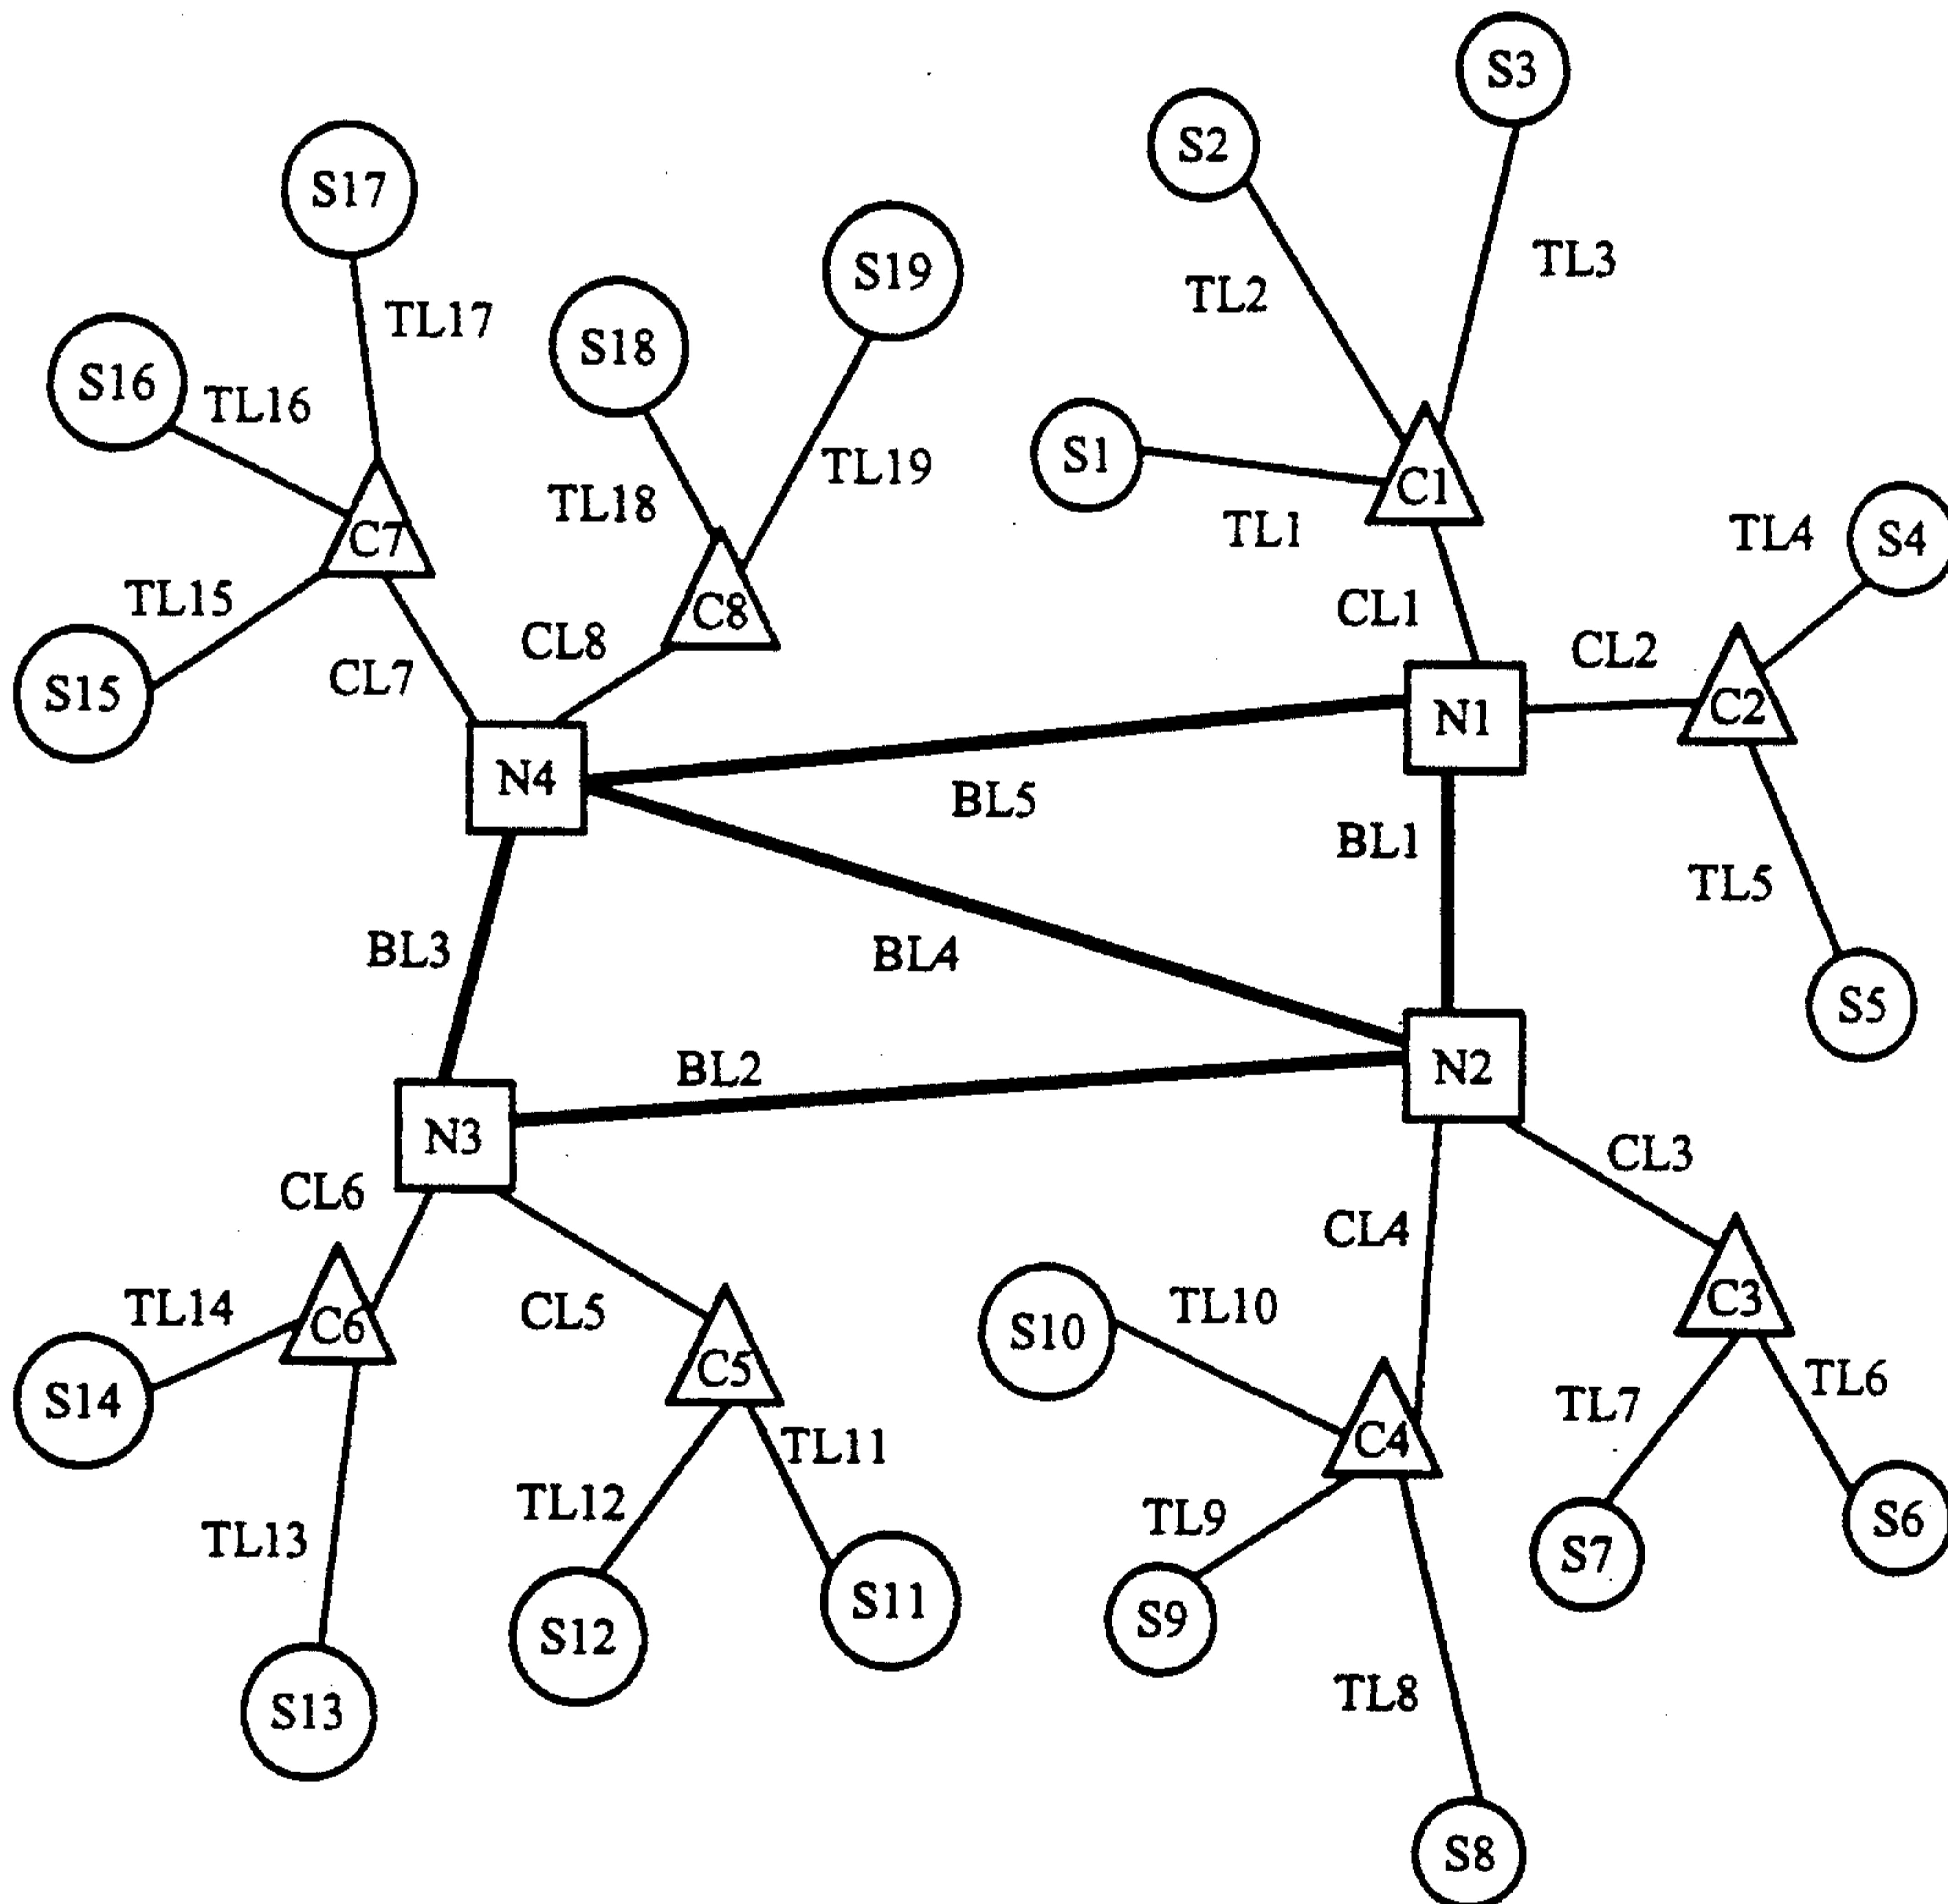 S3
S2
S17
S19
TL3
TL2
TL17
S18
S16
TL16
S1
TL19
C1
TL18
TL1
TL4
S4
C7
TL15
C8
CL1
CL8
CL2
S15
CL7
N1
C2
N4
BL5
BL1
TL5
BL3
BL4
S5
BL2
N2
N3
CL3
CL6
CL4
C3
TL14
CL5
TL10
C6
S10
C5
TL6
S14
TL7
C4
TL11
TL12
TL9
S6
TL13
S7
S11
S9
S12
TL8
S13
S8